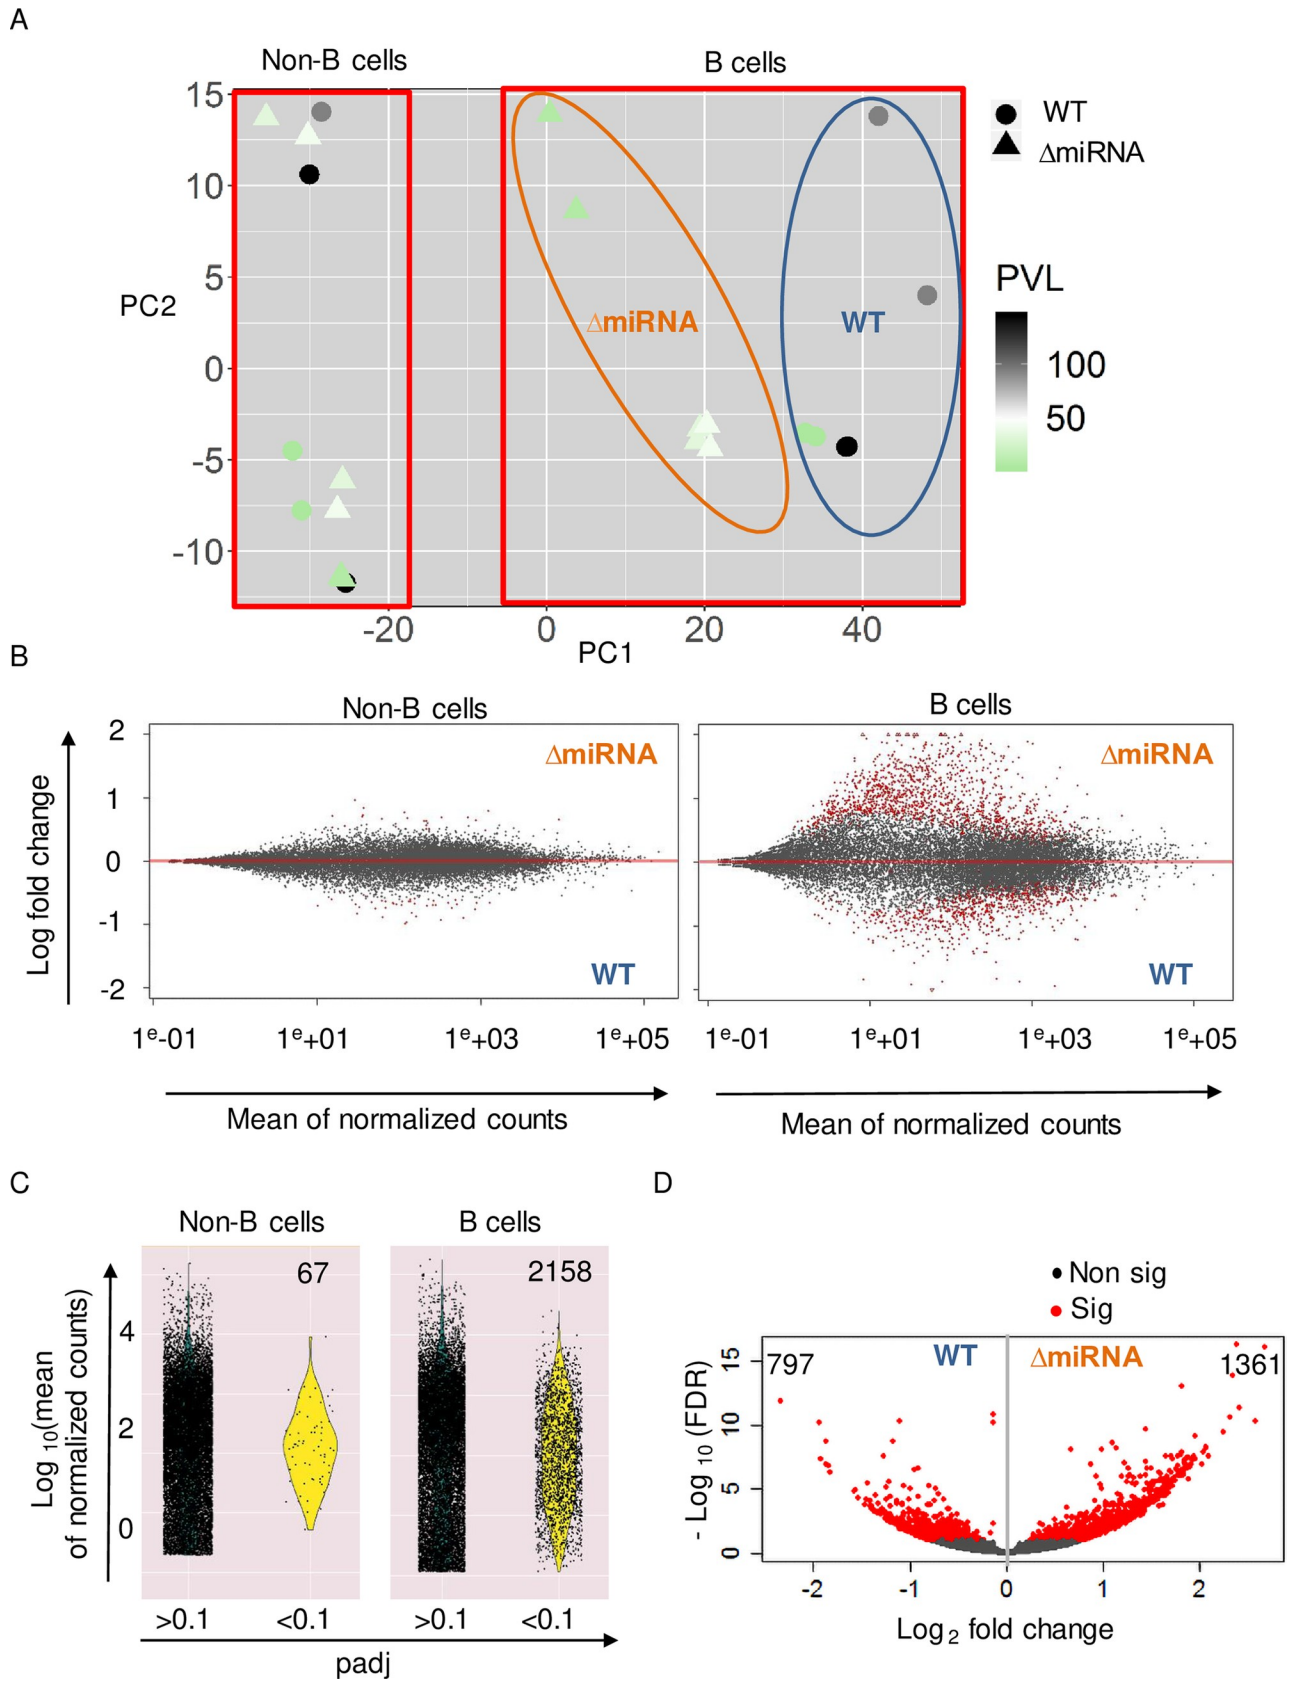 A
Non-B cells
B cells
15
10
5
0
-5
-10
PC2
-20
0
20
40
PC1
ΔmiRNA
WT
WT
ΔmiRNA
PVL
100
50
B
Non-B cells
B cells
Log fold change
2
1
0
-1
-2
ΔmiRNA
WT
ΔmiRNA
WT
1e-01
1e+01
1e+03
1e+05
1e-01
1e+01
1e+03
1e+05
Mean of normalized counts
Mean of normalized counts
C
Non-B cells
B cells
Log 10(mean
of normalized counts)
4
2
0
67
2158
>0.1
<0.1
>0.1
<0.1
padj
D
Non sig
Sig
- Log 10 (FDR)
15
10
5
0
797
WT
ΔmiRNA
1361
-2
-1
0
1
2
Log2 fold change